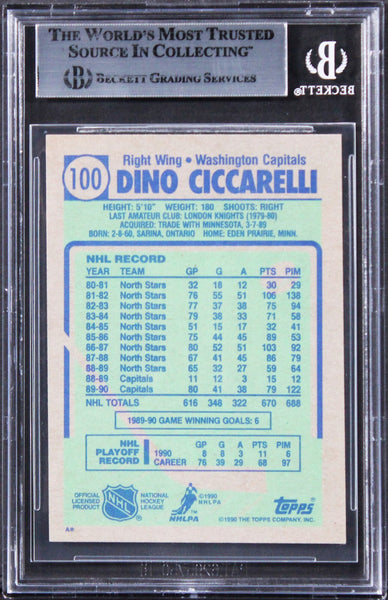 THE WORLD'S MOST TRUSTED
SOURCE IN COLLECTING™
BECKETT GRADING SERVICES
BECKETT
100
Right Wing • Washington Capitals
DINO CICCARELLI
HEIGHT: 5'10" WEIGHT: 180 SHOOTS: RIGHT
LAST AMATEUR CLUB: LONDON KNIGHTS (1979-80)
ACQUIRED: TRADE WITH MINNESOTA, 3-7-89
BORN: 2-8-60, SARINA, ONTARIO HOME: EDEN PRAIRIE, MINN.
NHL RECORD
YEAR TEAM GP G A PTS PIM
80-81 North Stars 32 18 12 30 29
81-82 North Stars 76 55 51 106 138
82-83 North Stars 77 37 38 75 94
83-84 North Stars 79 38 33 71 58
84-85 North Stars 51 15 17 32 41
85-86 North Stars 75 44 45 89 53
86-87 North Stars 80 52 51 103 92
87-88 North Stars 67 41 45 86 79
88-89 North Stars 65 32 27 59 64
88-89 Capitals 11 12 3 15 12
89-90 Capitals 80 41 38 79 122
NHL TOTALS 616 348 322 670 688
1989-90 GAME WINNING GOALS: 6
NHL PLAYOFF RECORD
GP G A PTS PIM
1990 8 8 3 11 6
CAREER 76 39 29 68 97
OFFICIAL LICENSED PRODUCT
NHL
NATIONAL HOCKEY LEAGUE
©1990 NHLPA
NHLPA
Topps
©1990 THE TOPPS COMPANY, INC.
A*